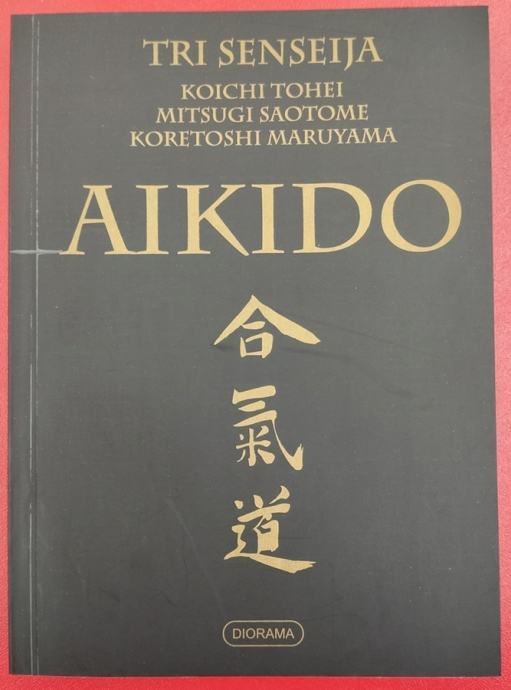 TRI SENSEIJA
KOICHI TOHEI
MITSUGI SAOTOME
KORETOSHI MARUYAMA
AIKIDO
合
氣
道
DIORAMA